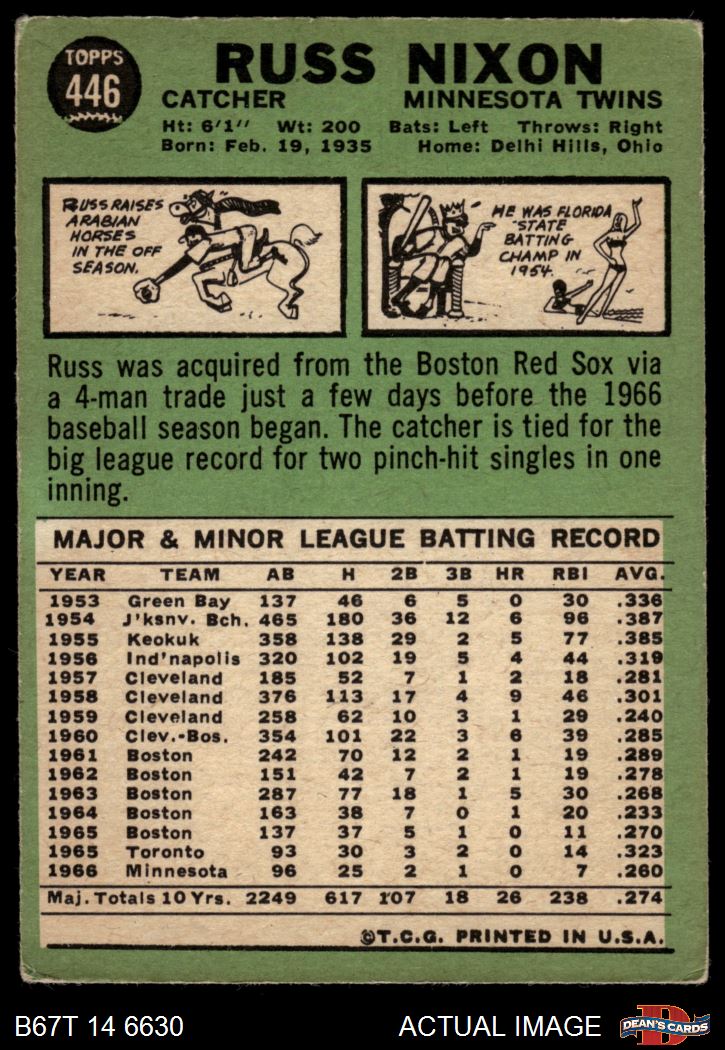 TOPPS
446
RUSS NIXON
CATCHER MINNESOTA TWINS
Ht: 6'1" Wt: 200 Bats: Left Throws: Right
Born: Feb. 19, 1935 Home: Delhi Hills, Ohio
RUSS RAISES
ARABIAN
HORSES
IN THE OFF
SEASON.
HE WAS FLORIDA
STATE
BATTING
CHAMP IN
1954.
Russ was acquired from the Boston Red Sox via
a 4-man trade just a few days before the 1966
baseball season began. The catcher is tied for the
big league record for two pinch-hit singles in one
inning.
MAJOR & MINOR LEAGUE BATTING RECORD
YEAR TEAM AB H 2B 3B HR RBI AVG.
1953 Green Bay 137 46 6 5 0 30 .336
1954 J'ksnv. Bch. 465 180 36 12 6 96 .387
1955 Keokuk 358 138 29 2 5 77 .385
1956 Ind'napolis 320 102 19 5 4 44 .319
1957 Cleveland 185 52 7 1 2 18 .281
1958 Cleveland 376 113 17 4 9 46 .301
1959 Cleveland 258 62 10 3 1 29 .240
1960 Clev.-Bos. 354 101 22 3 6 39 .285
1961 Boston 242 70 12 2 1 19 .289
1962 Boston 151 42 7 2 1 19 .278
1963 Boston 287 77 18 1 5 30 .268
1964 Boston 163 38 7 0 1 20 .233
1965 Boston 137 37 5 1 0 11 .270
1965 Toronto 93 30 3 2 0 14 .323
1966 Minnesota 96 25 2 1 0 7 .260
Maj. Totals 10 Yrs. 2249 617 107 18 26 238 .274
©T.C.G. PRINTED IN U.S.A.
B67T 14 6630 ACTUAL IMAGE
DEAN'S CARDS